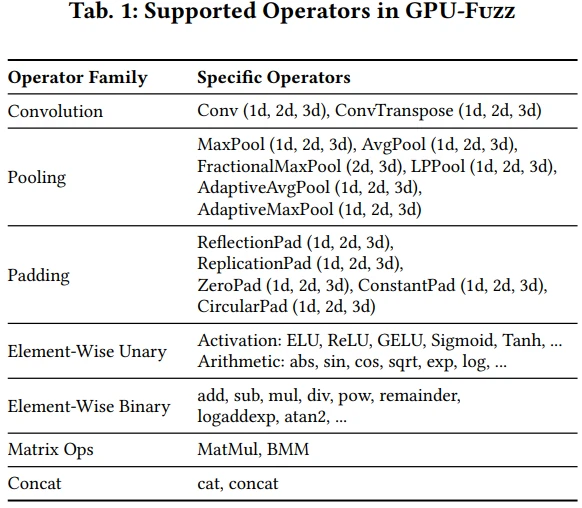 Tab. 1: Supported Operators in GPU-Fuzz
Operator Family Specific Operators
Convolution Conv (1d, 2d, 3d), ConvTranspose (1d, 2d, 3d)
Pooling MaxPool (1d, 2d, 3d), AvgPool (1d, 2d, 3d),
FractionalMaxPool (2d, 3d), LPPool (1d, 2d, 3d),
AdaptiveAvgPool (1d, 2d, 3d),
AdaptiveMaxPool (1d, 2d, 3d)
Padding ReflectionPad (1d, 2d, 3d),
ReplicationPad (1d, 2d, 3d),
ZeroPad (1d, 2d, 3d), ConstantPad (1d, 2d, 3d),
CircularPad (1d, 2d, 3d)
Element-Wise Unary Activation: ELU, ReLU, GELU, Sigmoid, Tanh, ...
Arithmetic: abs, sin, cos, sqrt, exp, log, ...
Element-Wise Binary add, sub, mul, div, pow, remainder,
logaddexp, atan2, ...
Matrix Ops MatMul, BMM
Concat cat, concat